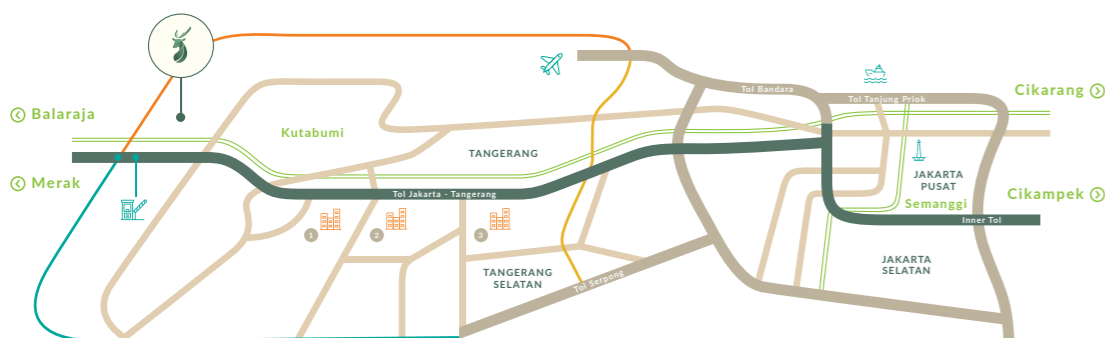 Balaraja
Merak
Kutabumi
TANGERANG
Tol Jakarta - Tangerang
1
2
3
TANGERANG
SELATAN
Tol Serpong
Tol Bandara
Tol Tanjung Priok
Cikarang
JAKARTA
PUSAT
Semanggi
Cikampek
Inner Tol
JAKARTA
SELATAN